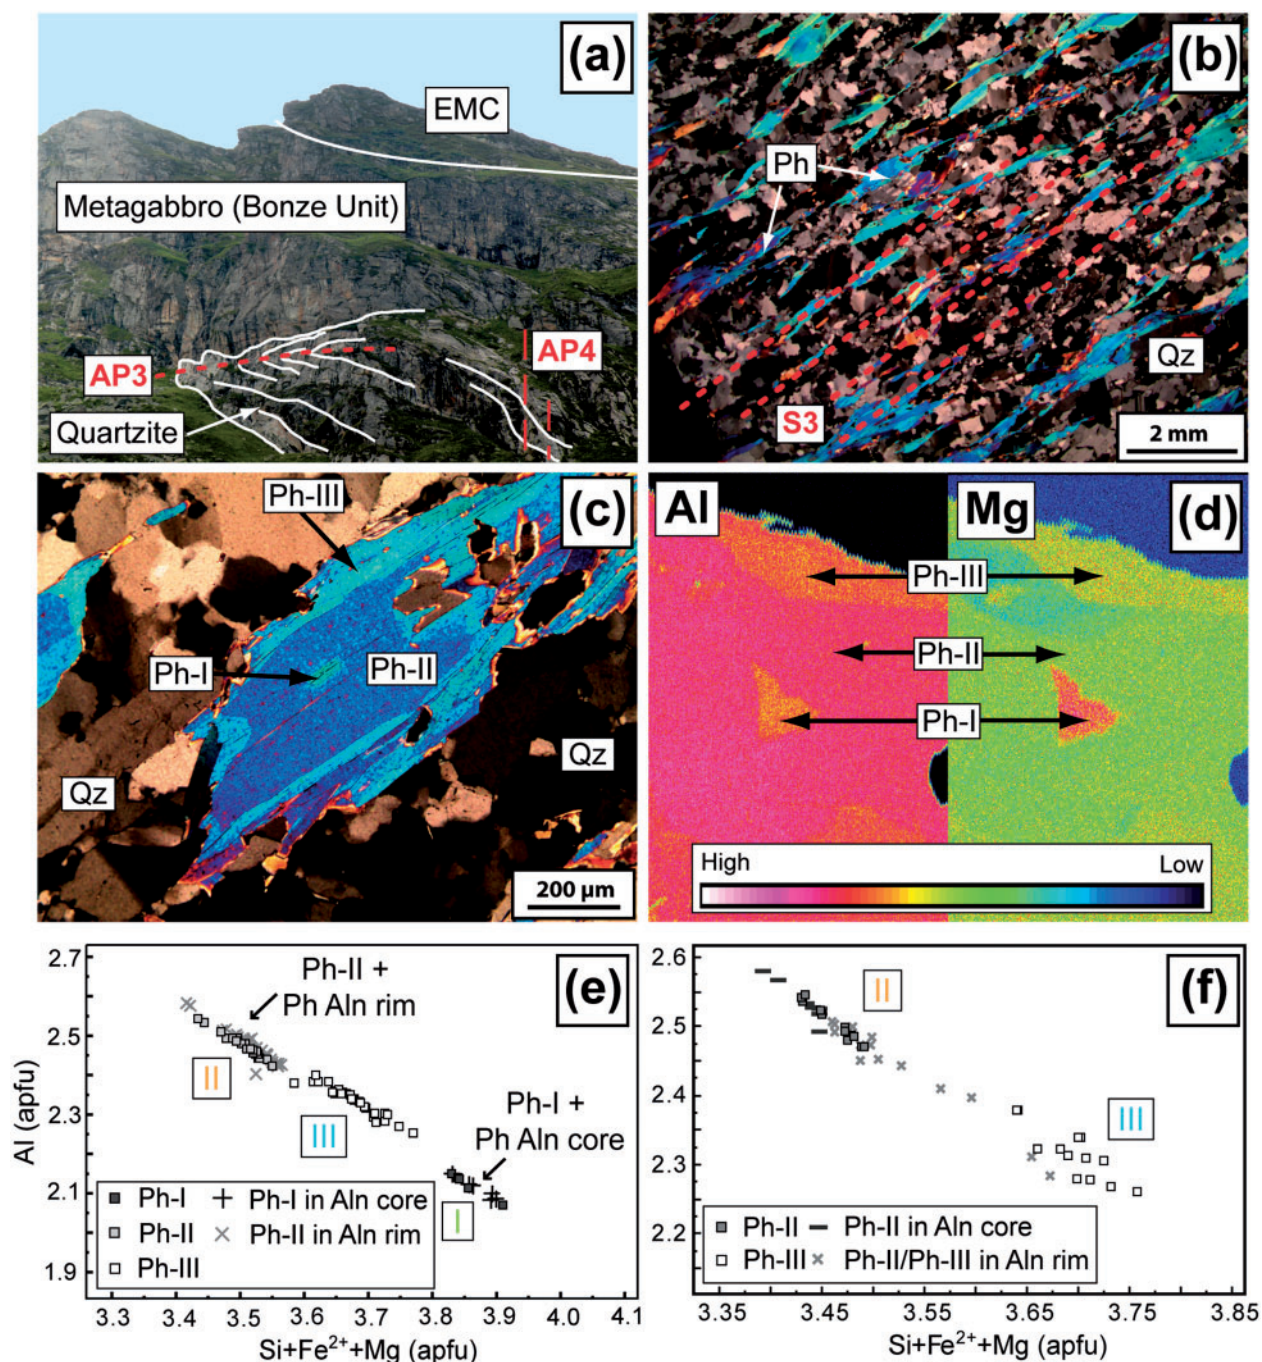 (a)
EMC
Metagabbro (Bonze Unit)
AP3
AP4
Quartzite
(b)
Ph
Qz
S3
2 mm
(c)
Ph-III
Ph-I
Ph-II
Qz
Qz
200 µm
Al
Mg
(d)
Ph-III
Ph-II
Ph-I
High
Low
(e)
2.7
2.5
2.3
2.1
1.9
Al (apfu)
Ph-II +
Ph Aln rim
II
III
Ph-I +
Ph Aln core
I
Ph-I
Ph-I in Aln core
Ph-II
Ph-II in Aln rim
Ph-III
3.3 3.4 3.5 3.6 3.7 3.8 3.9 4.0 4.1
Si+Fe²⁺+Mg (apfu)
(f)
2.6
2.5
2.4
2.3
2.2
II
III
Ph-II
Ph-II in Aln core
Ph-III
Ph-II/Ph-III in Aln rim
3.35 3.45 3.55 3.65 3.75 3.85
Si+Fe²⁺+Mg (apfu)